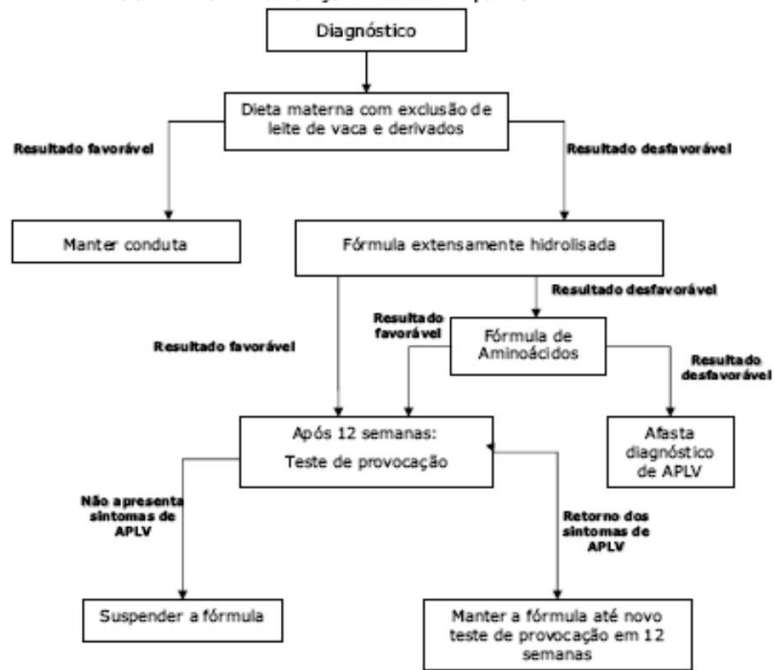 Diagnóstico
Dieta materna com exclusão de
leite de vaca e derivados
Resultado favorável
Resultado desfavorável
Manter conduta
Fórmula extensamente hidrolisada
Resultado desfavorável
Resultado
favorável
Resultado favorável
Fórmula de
Aminoácidos
Resultado
desfavorável
Após 12 semanas:
Teste de provocação
Afasta
diagnóstico
de APLV
Não apresenta
sintomas de
APLV
Retorno dos
sintomas de
APLV
Suspender a fórmula
Manter a fórmula até novo
teste de provocação em 12
semanas